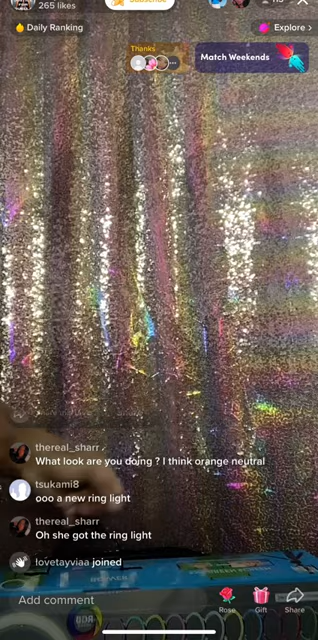 265 likes
Subscribe
Daily Ranking
Explore >
Thanks
Match Weekends
thereal_sharr
What look are you doing ? I think orange neutral
tsukami8
ooo a new ring light
thereal_sharr
Oh she got the ring light
lovetayviaa joined
Add comment
Rose
Gift
Share